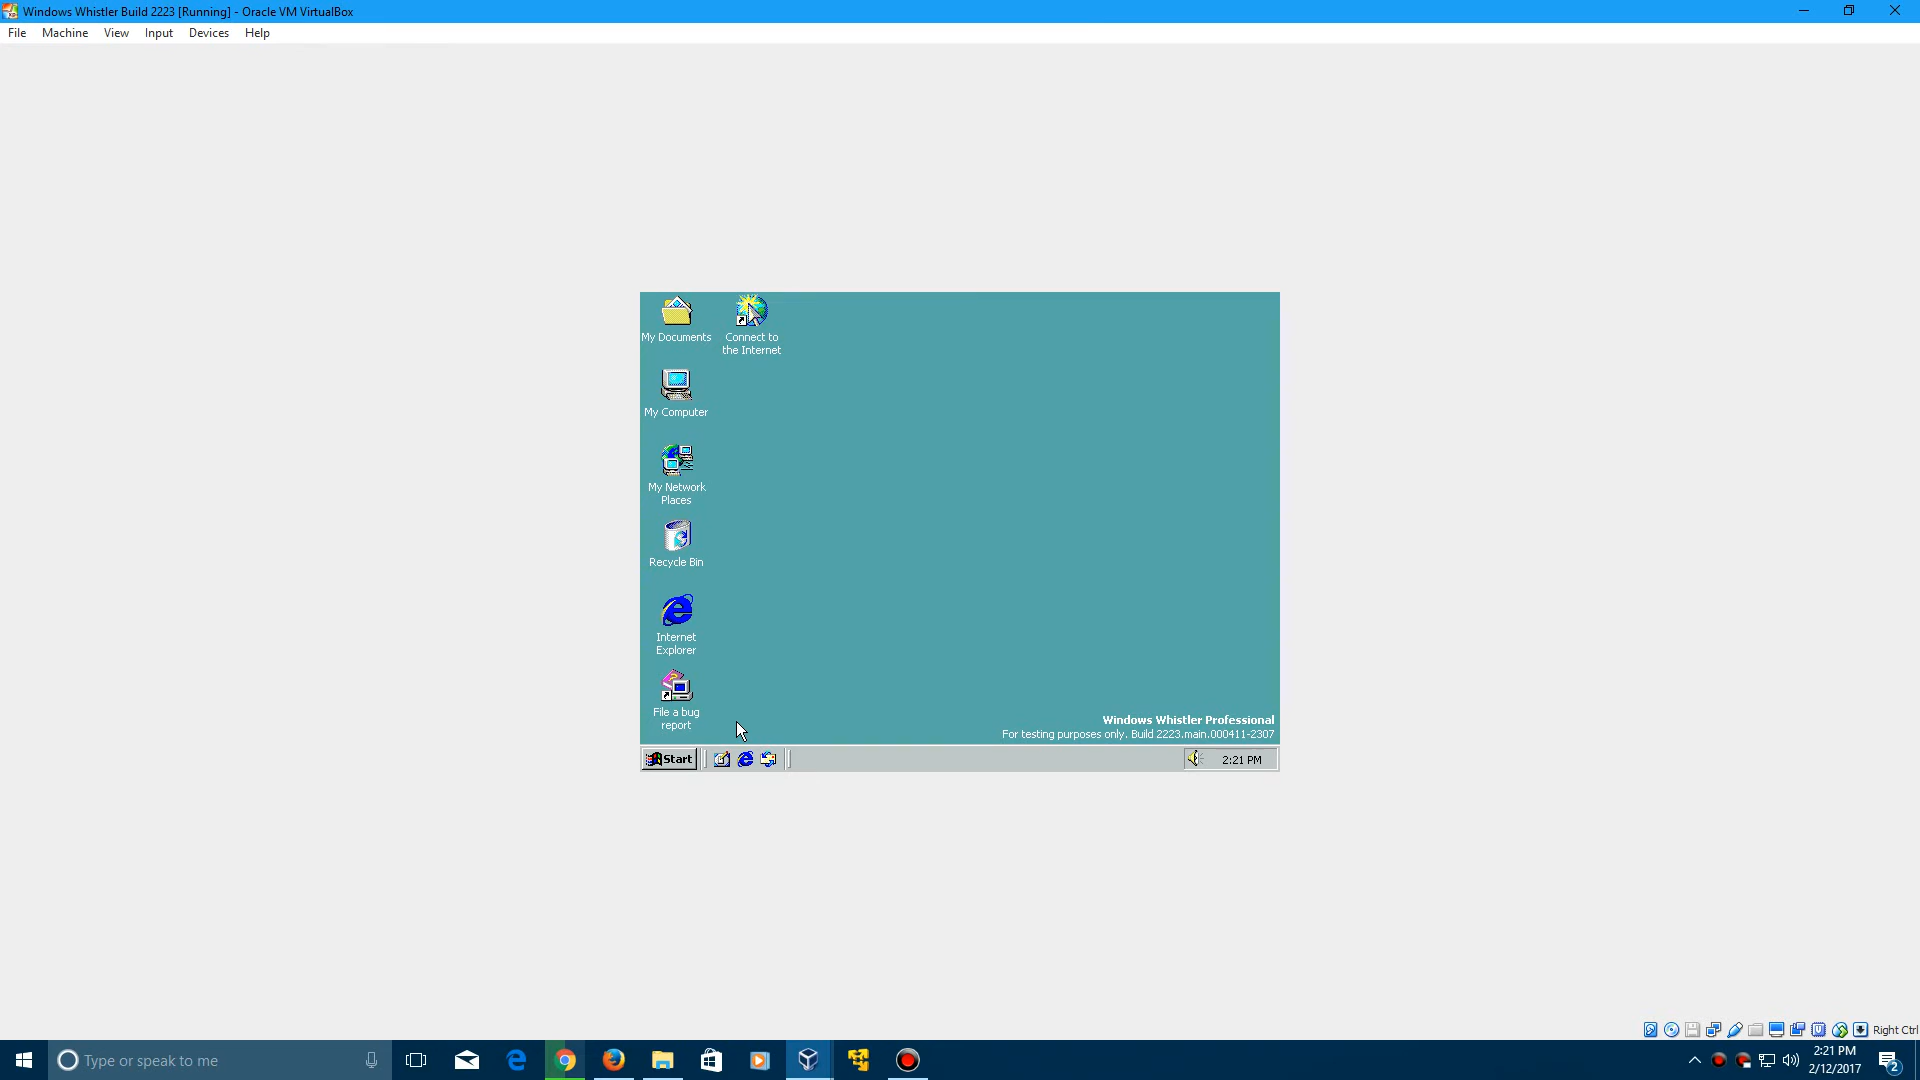 Windows Whistler Build 2223 [Running] - Oracle VM VirtualBox
File Machine View Input Devices Help
My Documents
Connect to
the Internet
My Computer
My Network
Places
Recycle Bin
Internet
Explorer
File a bug
report
Windows Whistler Professional
For testing purposes only. Build 2223.main.000411-2307
Start
2:21 PM
Right Ctrl
Type or speak to me
2:21 PM
2/12/2017
2